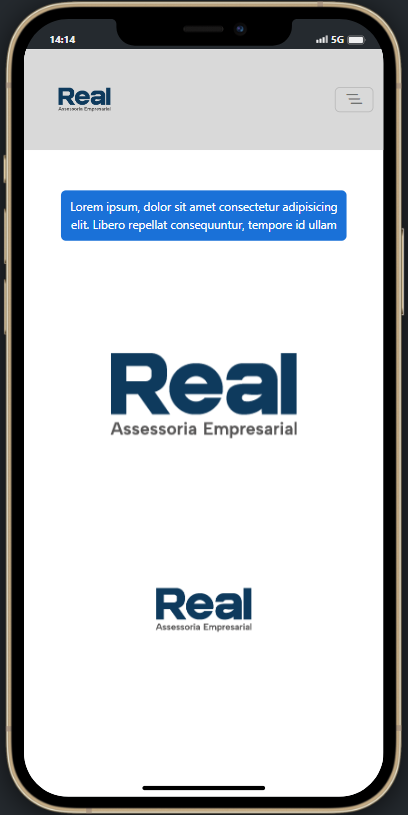 14:14
5G
Real
Assessoria Empresarial
Lorem ipsum, dolor sit amet consectetur adipisicing
elit. Libero repellat consequuntur, tempore id ullam
Real
Assessoria Empresarial
Real
Assessoria Empresarial